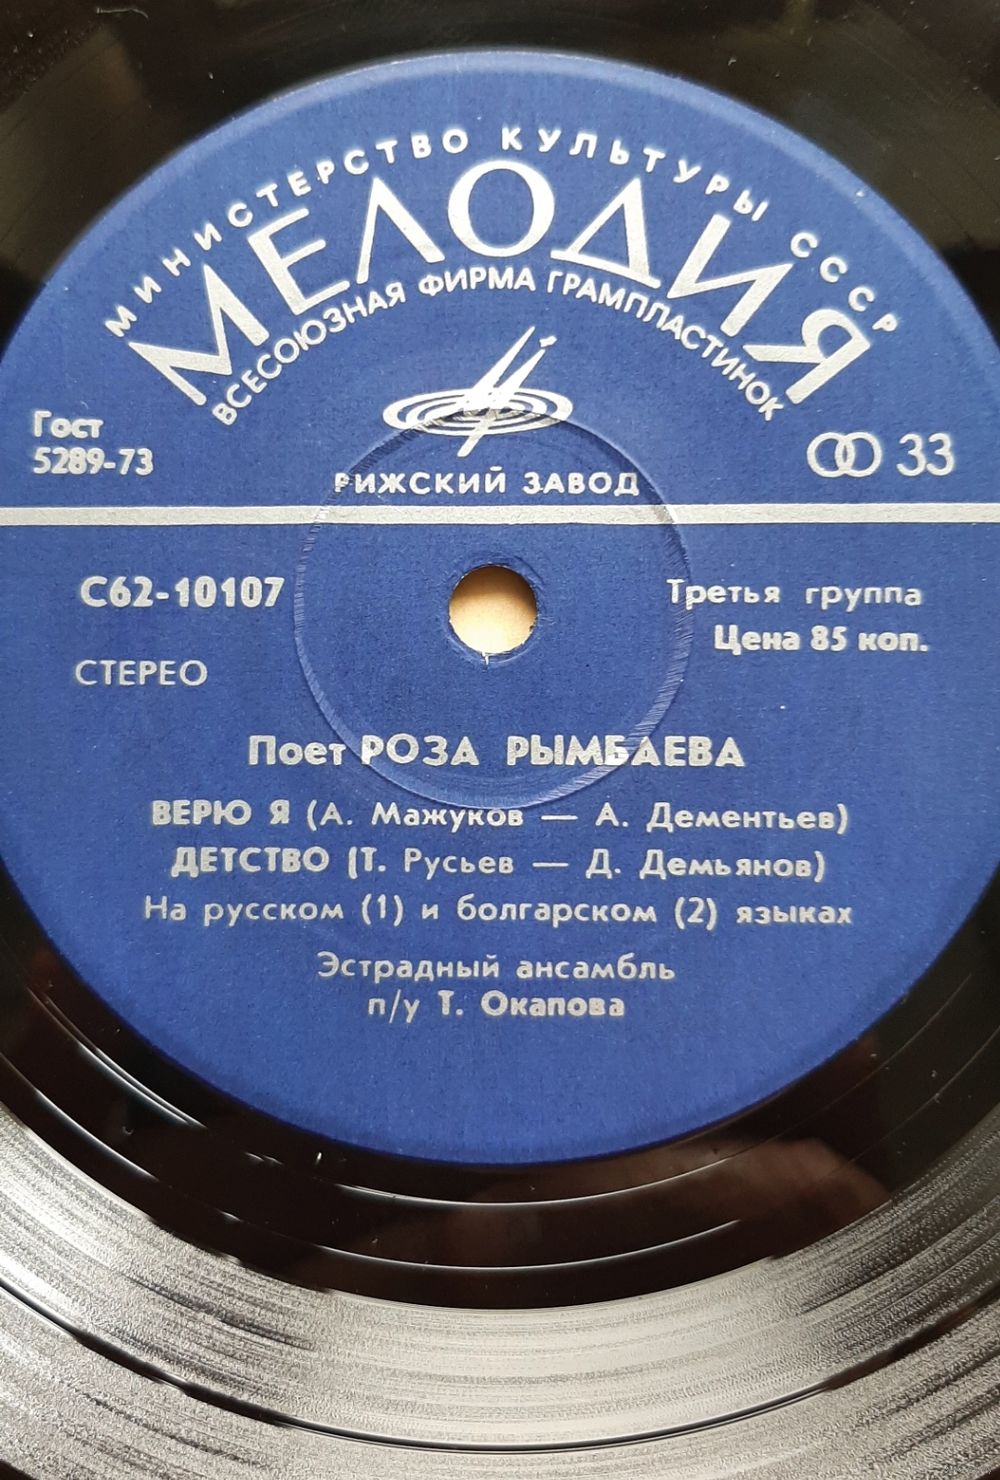 МИНИСТЕРСТВО КУЛЬТУРЫ СССР
МЕЛОДИЯ
ВСЕСОЮЗНАЯ ФИРМА ГРАМПЛАСТИНОК
Гост
5289-73
33
РИЖСКИЙ ЗАВОД
С62-10107
Третья группа
Цена 85 коп.
СТЕРЕО
Поет РОЗА РЫМБАЕВА
ВЕРЮ Я (А. Мажуков — А. Дементьев)
ДЕТСТВО (Т. Русьев — Д. Демьянов)
На русском (1) и болгарском (2) языках
Эстрадный ансамбль
п/у Т. Окапова